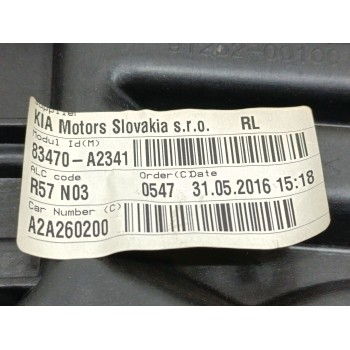 Supplier
KIA Motors Slovakia s.r.o. RL
Modul Id(M)
83470-A2341
ALC code Order(C)Date
R57 N03 0547 31.05.2016 15:18
Car Number (C)
A2A260200